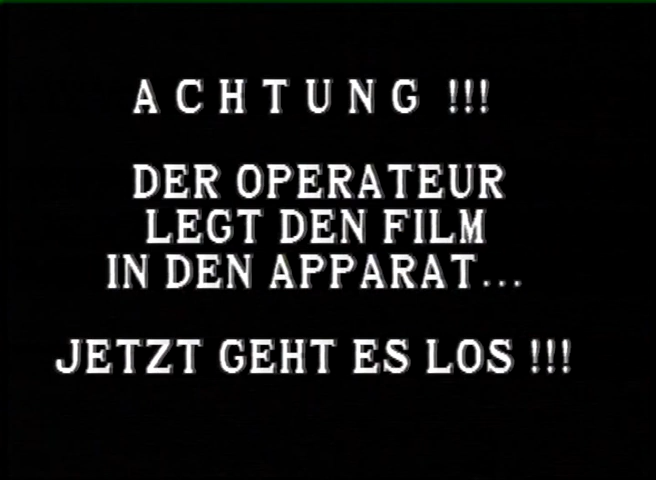 A C H T U N G !!!
DER OPERATEUR
LEGT DEN FILM
IN DEN APPARAT...
JETZT GEHT ES LOS !!!